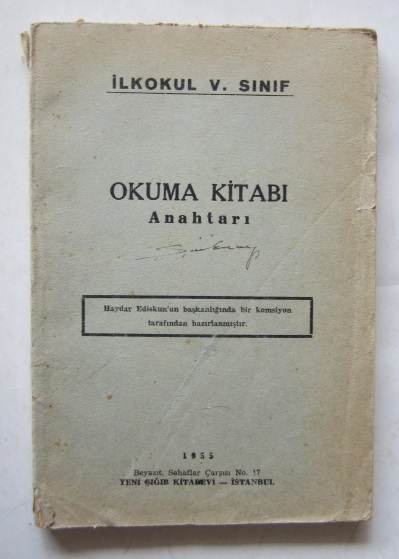 İLKOKUL V. SINIF
OKUMA KİTABI
Anahtarı
Haydar Ediskun'un başkanlığında bir komsiyon
tarafından hazırlanmıştır.
1955
Beyazıt, Sahaflar Çarşısı No. 17
YENİ ÇIĞIR KİTABEVİ — İSTANBUL